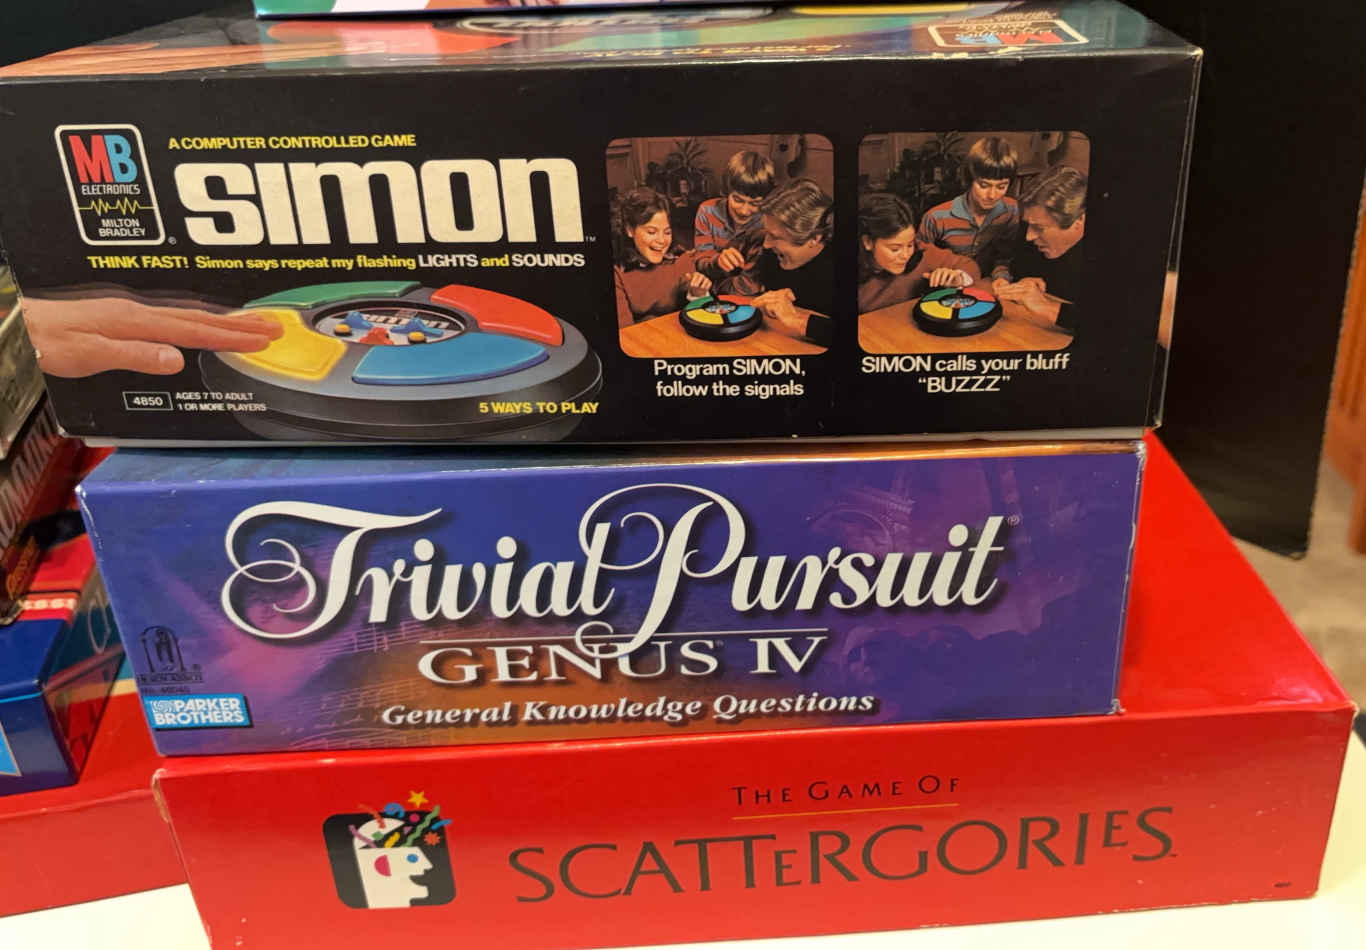 MB
ELECTRONICS
MILTON
BRADLEY
®
A COMPUTER CONTROLLED GAME
SIMON
TM
THINK FAST! Simon says repeat my flashing LIGHTS and SOUNDS
4850
AGES 7 TO ADULT
1 OR MORE PLAYERS
5 WAYS TO PLAY
Program SIMON,
follow the signals
SIMON calls your bluff
“BUZZZ”
Trivial Pursuit®
GENUS® IV
General Knowledge Questions
PARKER
BROTHERS
THE GAME OF
SCATTERGORIES